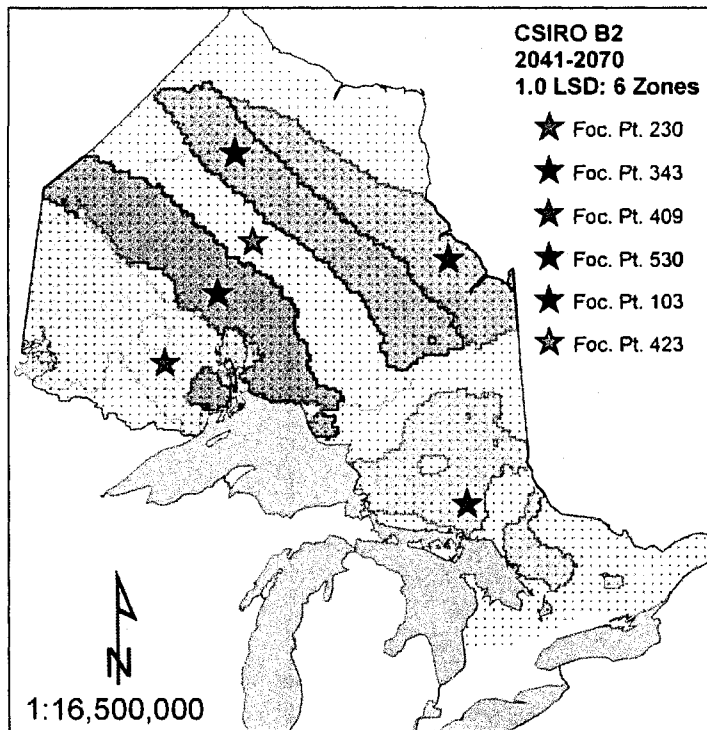 CSIRO B2
2041-2070
1.0 LSD: 6 Zones
Foc. Pt. 230
Foc. Pt. 343
Foc. Pt. 409
Foc. Pt. 530
Foc. Pt. 103
Foc. Pt. 423
N
1:16,500,000